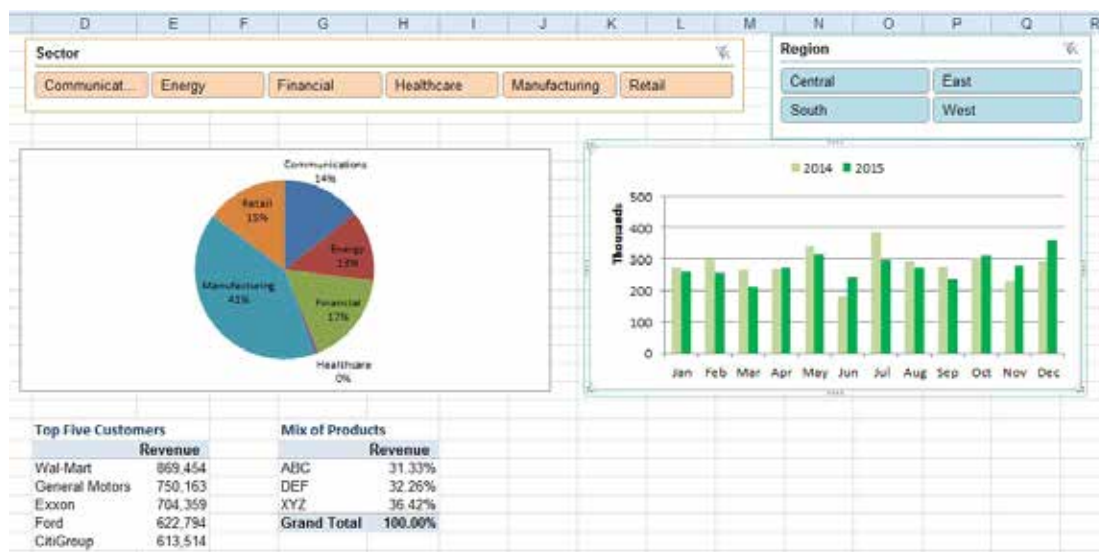 D E F G H I J K L M N O P Q R
Sector
Communicat... Energy Financial Healthcare Manufacturing Retail
Region
Central East
South West
Communications
14%
Retail
15%
Energy
13%
Manufacturing
41%
Financial
17%
Healthcare
0%
2014 2015
Thousands
500
400
300
200
100
0
Jan Feb Mar Apr May Jun Jul Aug Sep Oct Nov Dec
Top Five Customers
Revenue
Wal-Mart 869,454
General Motors 750,163
Exxon 704,359
Ford 622,794
CitiGroup 613,514
Mix of Products
Revenue
ABC 31.33%
DEF 32.26%
XYZ 36.42%
Grand Total 100.00%